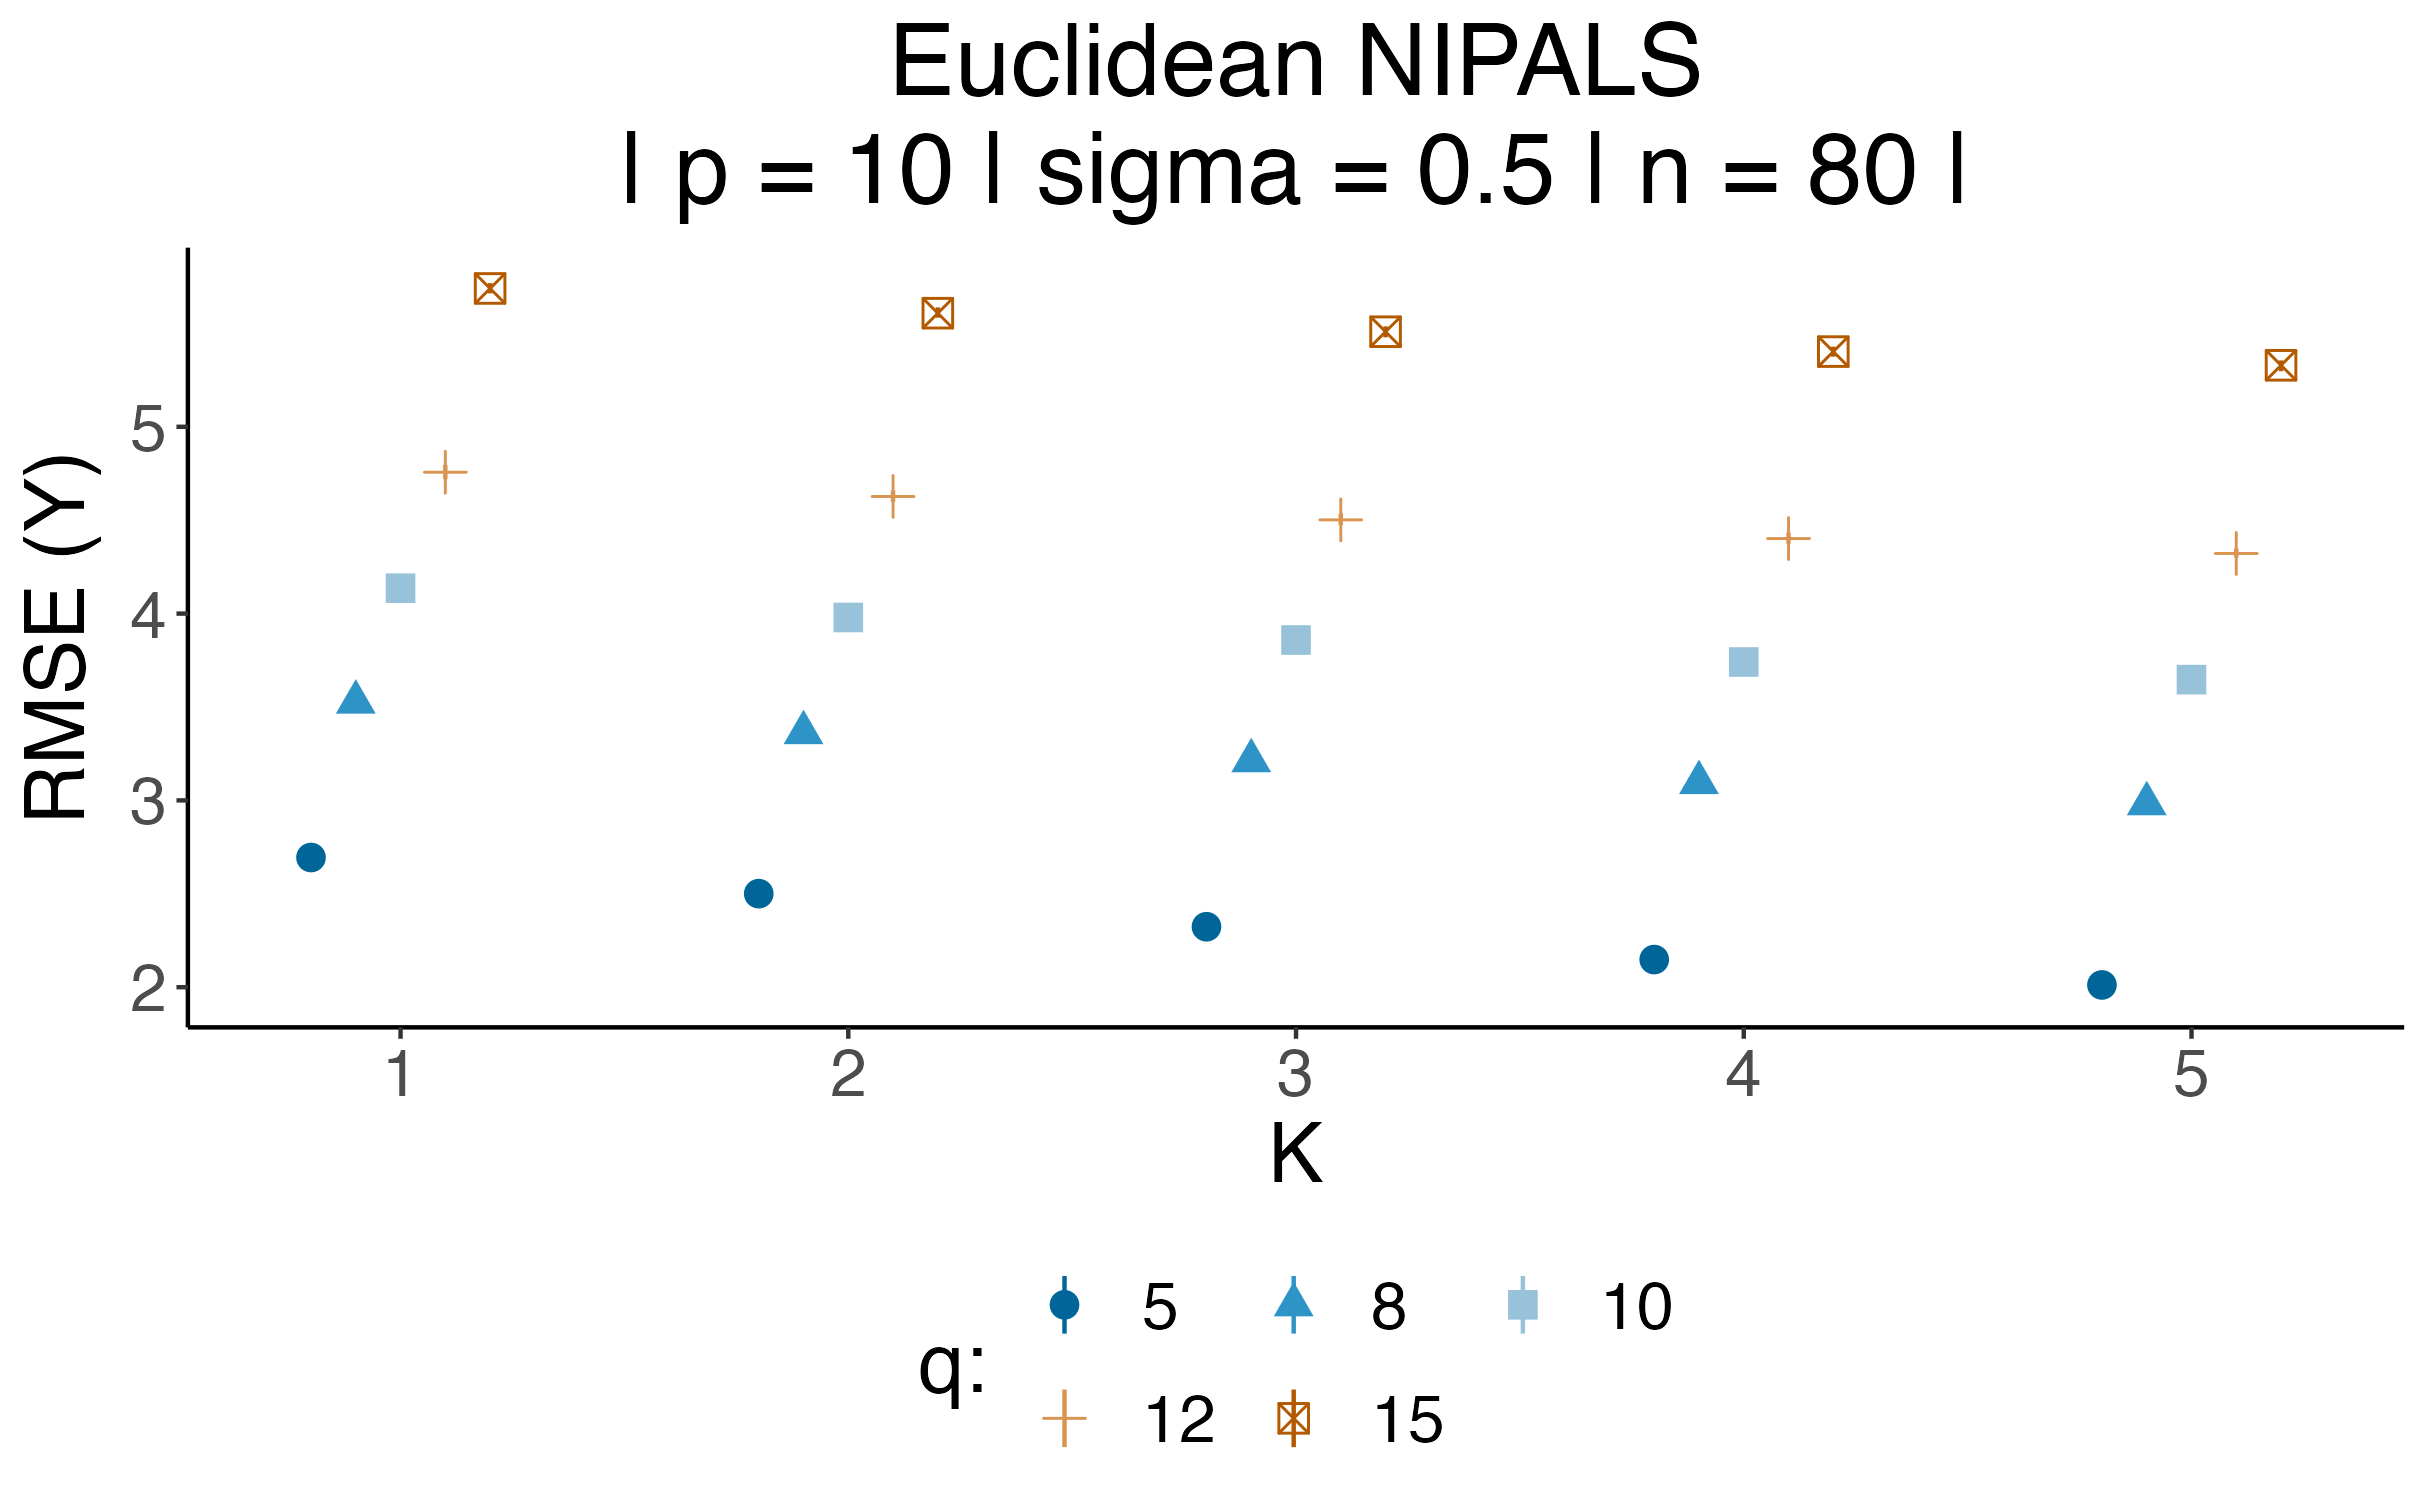 Euclidean NIPALS
| p = 10 | sigma = 0.5 | n = 80 |
RMSE (Y)
5
4
3
2
1 2 3 4 5
K
q:
5 8 10
12 15